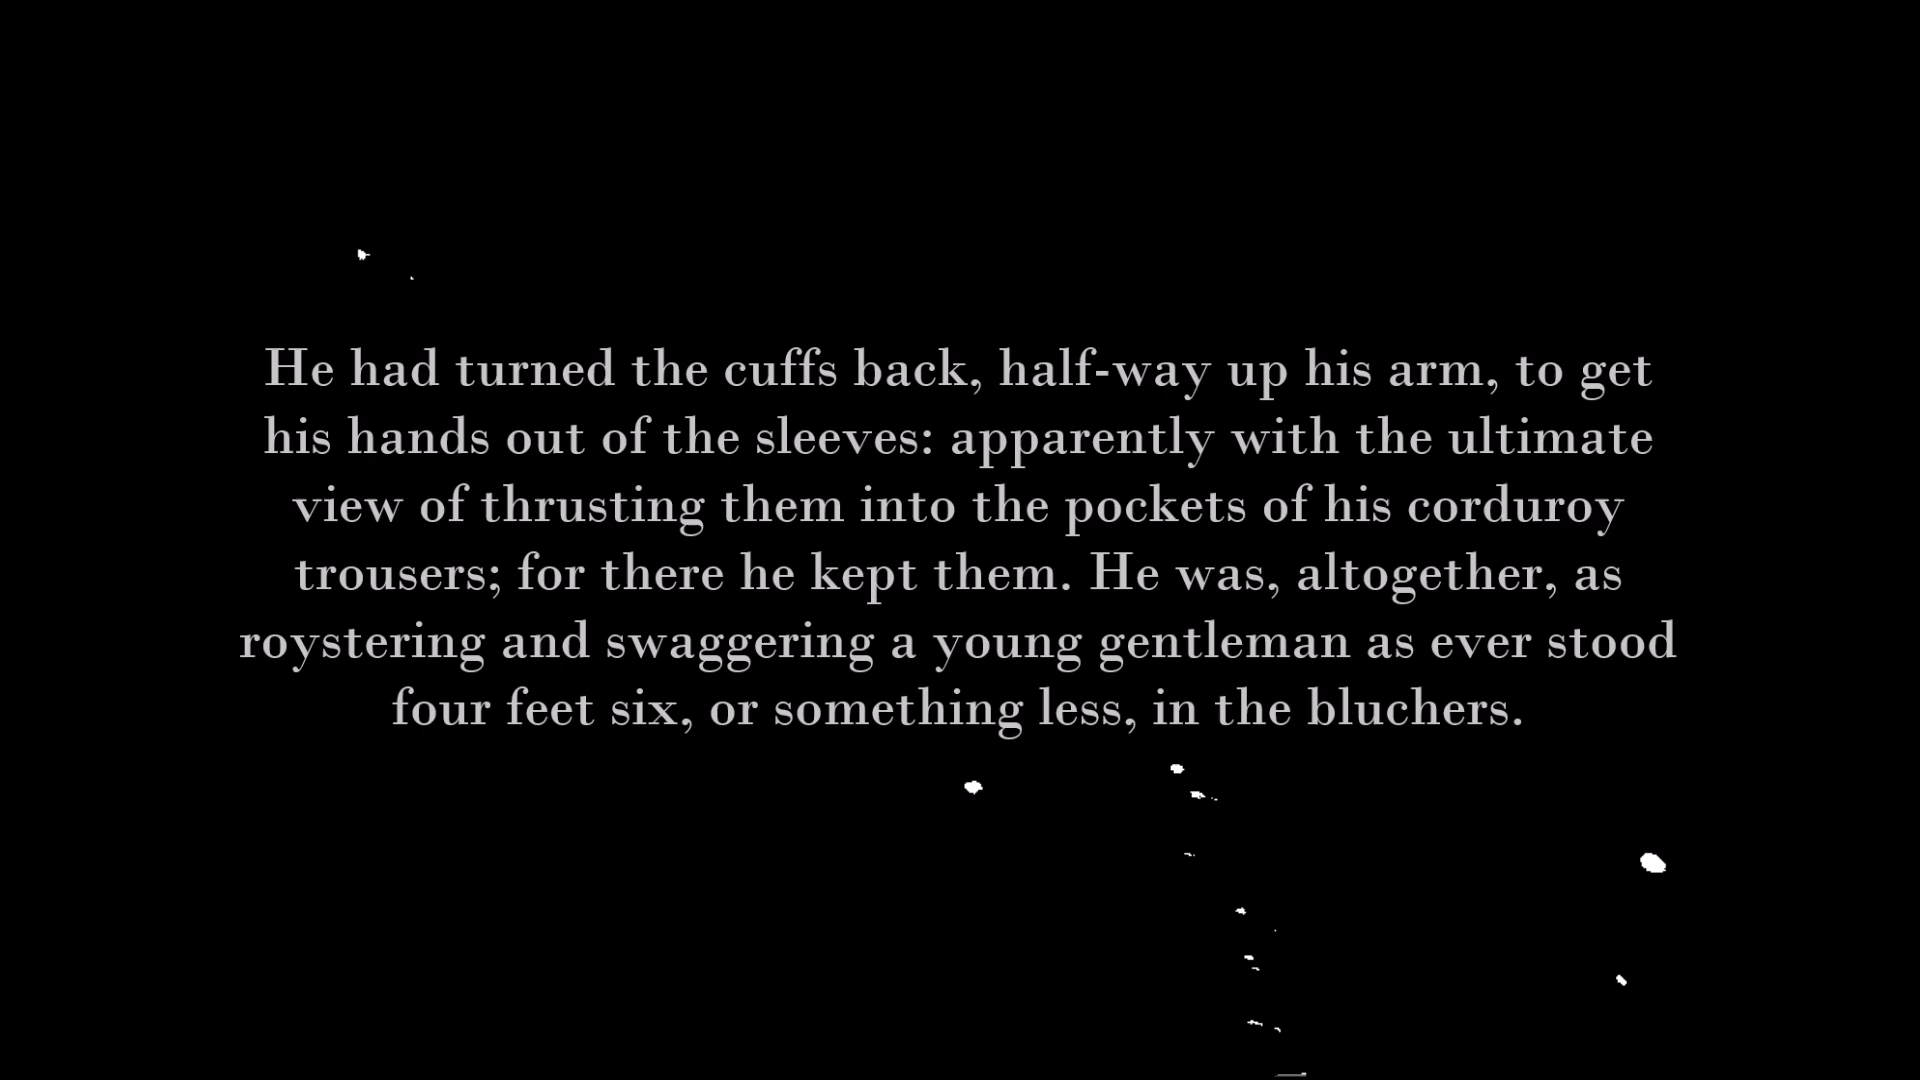 He had turned the cuffs back, half-way up his arm, to get
his hands out of the sleeves: apparently with the ultimate
view of thrusting them into the pockets of his corduroy
trousers; for there he kept them. He was, altogether, as
roystering and swaggering a young gentleman as ever stood
four feet six, or something less, in the bluchers.